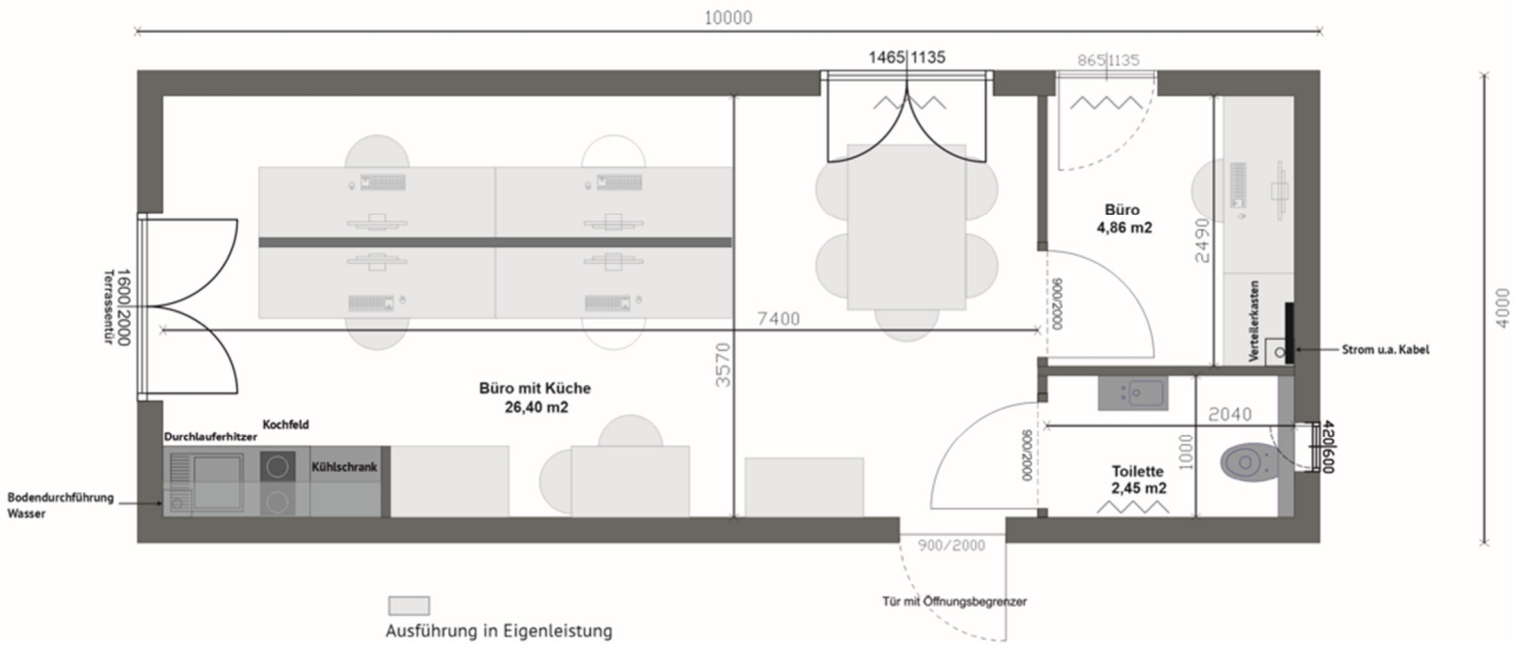 10000
1465|1135
865|1135
Büro
4,86 m2
2490
4000
1600|2000
Terrassentür
7400
900/2000
Verteilerkasten
Strom u.a. Kabel
3570
Büro mit Küche
26,40 m2
Kochfeld
Durchlauferhitzer
Kühlschrank
2040
420|600
900/2000
1000
Toilette
2,45 m2
Bodendurchführung
Wasser
900/2000
Tür mit Öffnungsbegrenzer
Ausführung in Eigenleistung